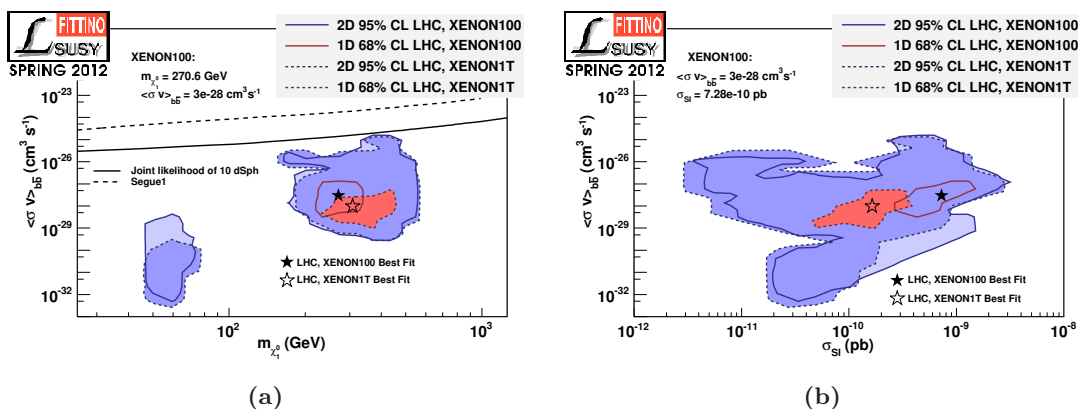 FITTINO
L SUSY
SPRING 2012
2D 95% CL LHC, XENON100
1D 68% CL LHC, XENON100
2D 95% CL LHC, XENON1T
1D 68% CL LHC, XENON1T
XENON100:
m_χ̃⁰₁ = 270.6 GeV
<σ v>_bb̄ = 3e-28 cm³s⁻¹
<σ v>_bb̄ (cm³ s⁻¹)
10⁻²³
10⁻²⁶
10⁻²⁹
10⁻³²
Joint likelihood of 10 dSph
Segue1
LHC, XENON100 Best Fit
LHC, XENON1T Best Fit
10²
10³
m_χ̃⁰₁ (GeV)
(a)
FITTINO
L SUSY
SPRING 2012
2D 95% CL LHC, XENON100
1D 68% CL LHC, XENON100
2D 95% CL LHC, XENON1T
1D 68% CL LHC, XENON1T
XENON100:
<σ v>_bb̄ = 3e-28 cm³s⁻¹
σ_SI = 7.28e-10 pb
<σ v>_bb̄ (cm³ s⁻¹)
10⁻²³
10⁻²⁶
10⁻²⁹
10⁻³²
LHC, XENON100 Best Fit
LHC, XENON1T Best Fit
10⁻¹² 10⁻¹¹ 10⁻¹⁰ 10⁻⁹ 10⁻⁸
σ_SI (pb)
(b)